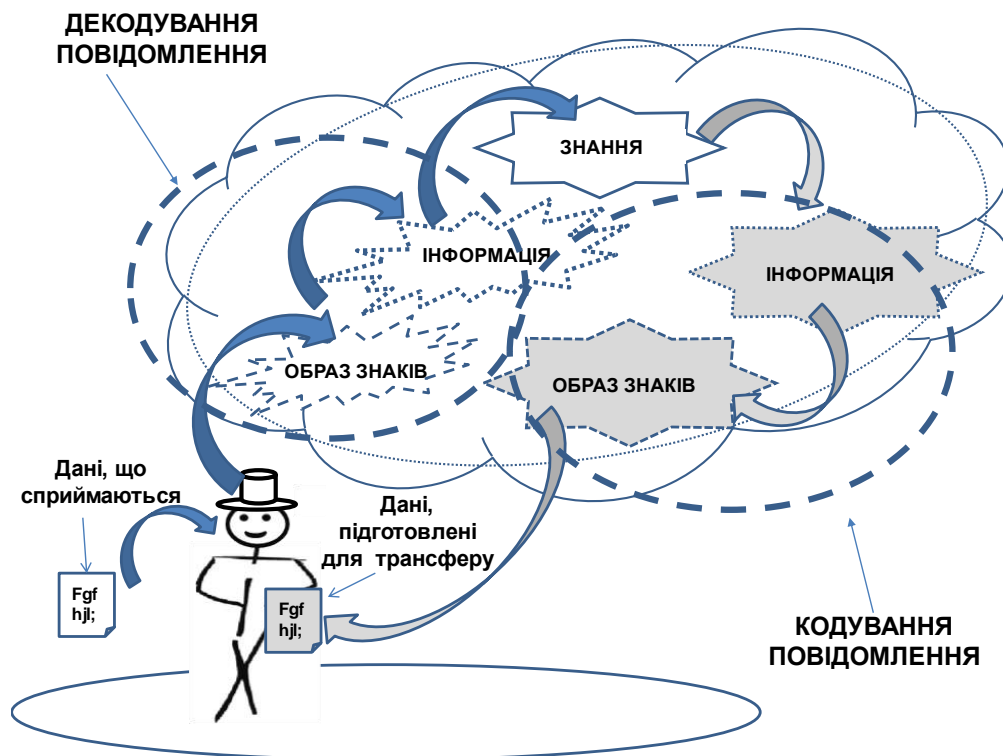 ДЕКОДУВАННЯ
ПОВІДОМЛЕННЯ
ЗНАННЯ
ІНФОРМАЦІЯ
ІНФОРМАЦІЯ
ОБРАЗ ЗНАКІВ
ОБРАЗ ЗНАКІВ
Дані, що
сприймаються
Дані,
підготовлені
для трансферу
Fgf
hjl;
Fgf
hjl;
КОДУВАННЯ
ПОВІДОМЛЕННЯ